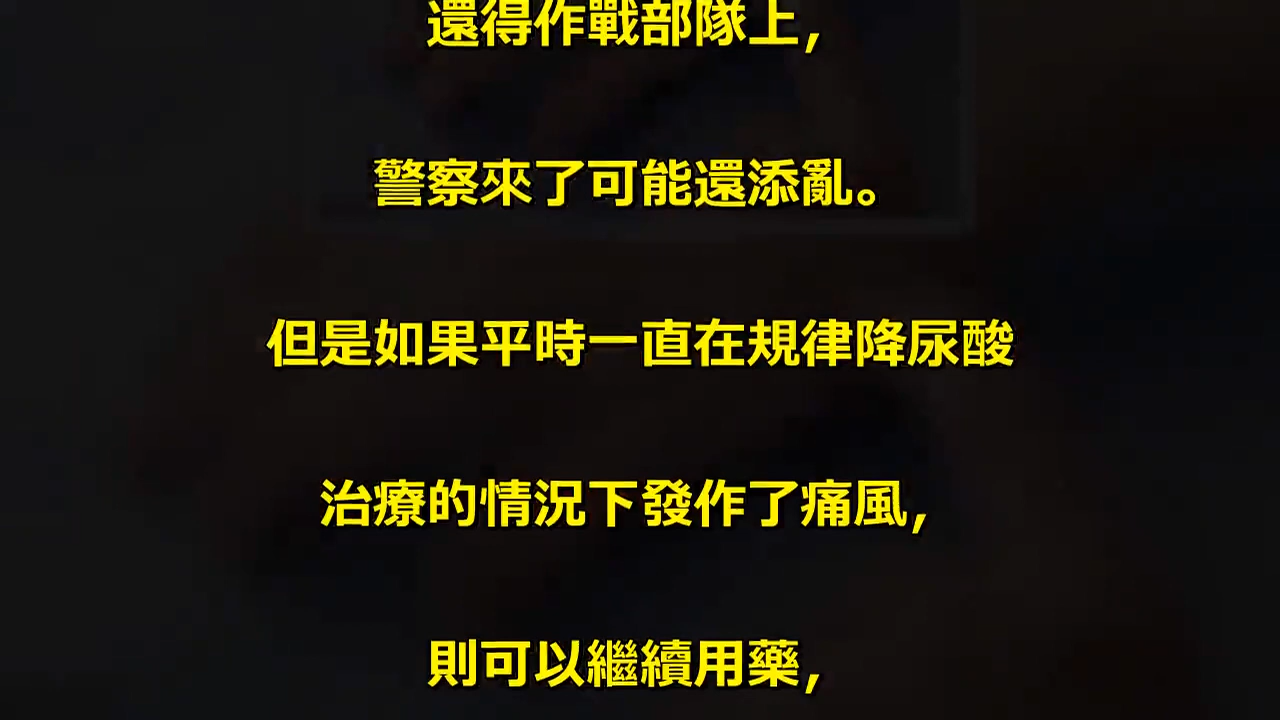 還得作戰部隊上，
警察來了可能還添亂。
但是如果平時一直在規律降尿酸
治療的情況下發作了痛風，
則可以繼續用藥，